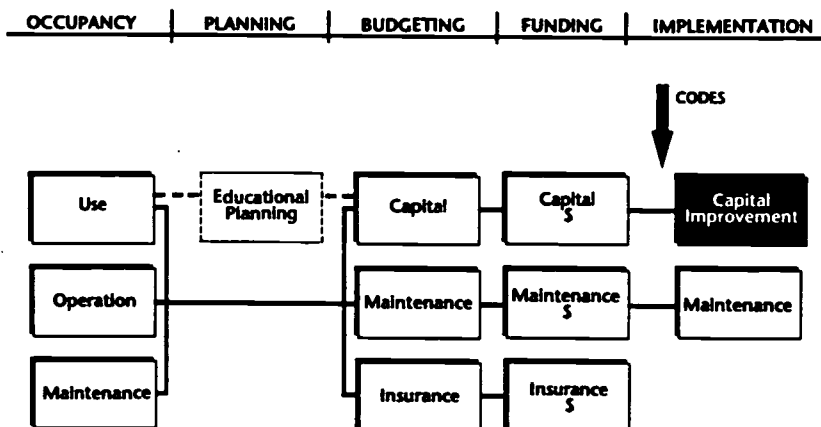 OCCUPANCY PLANNING BUDGETING FUNDING IMPLEMENTATION
CODES
Use
Educational
Planning
Capital
Capital
$
Capital
Improvement
Operation
Maintenance
Maintenance
$
Maintenance
Maintenance
Insurance
Insurance
$